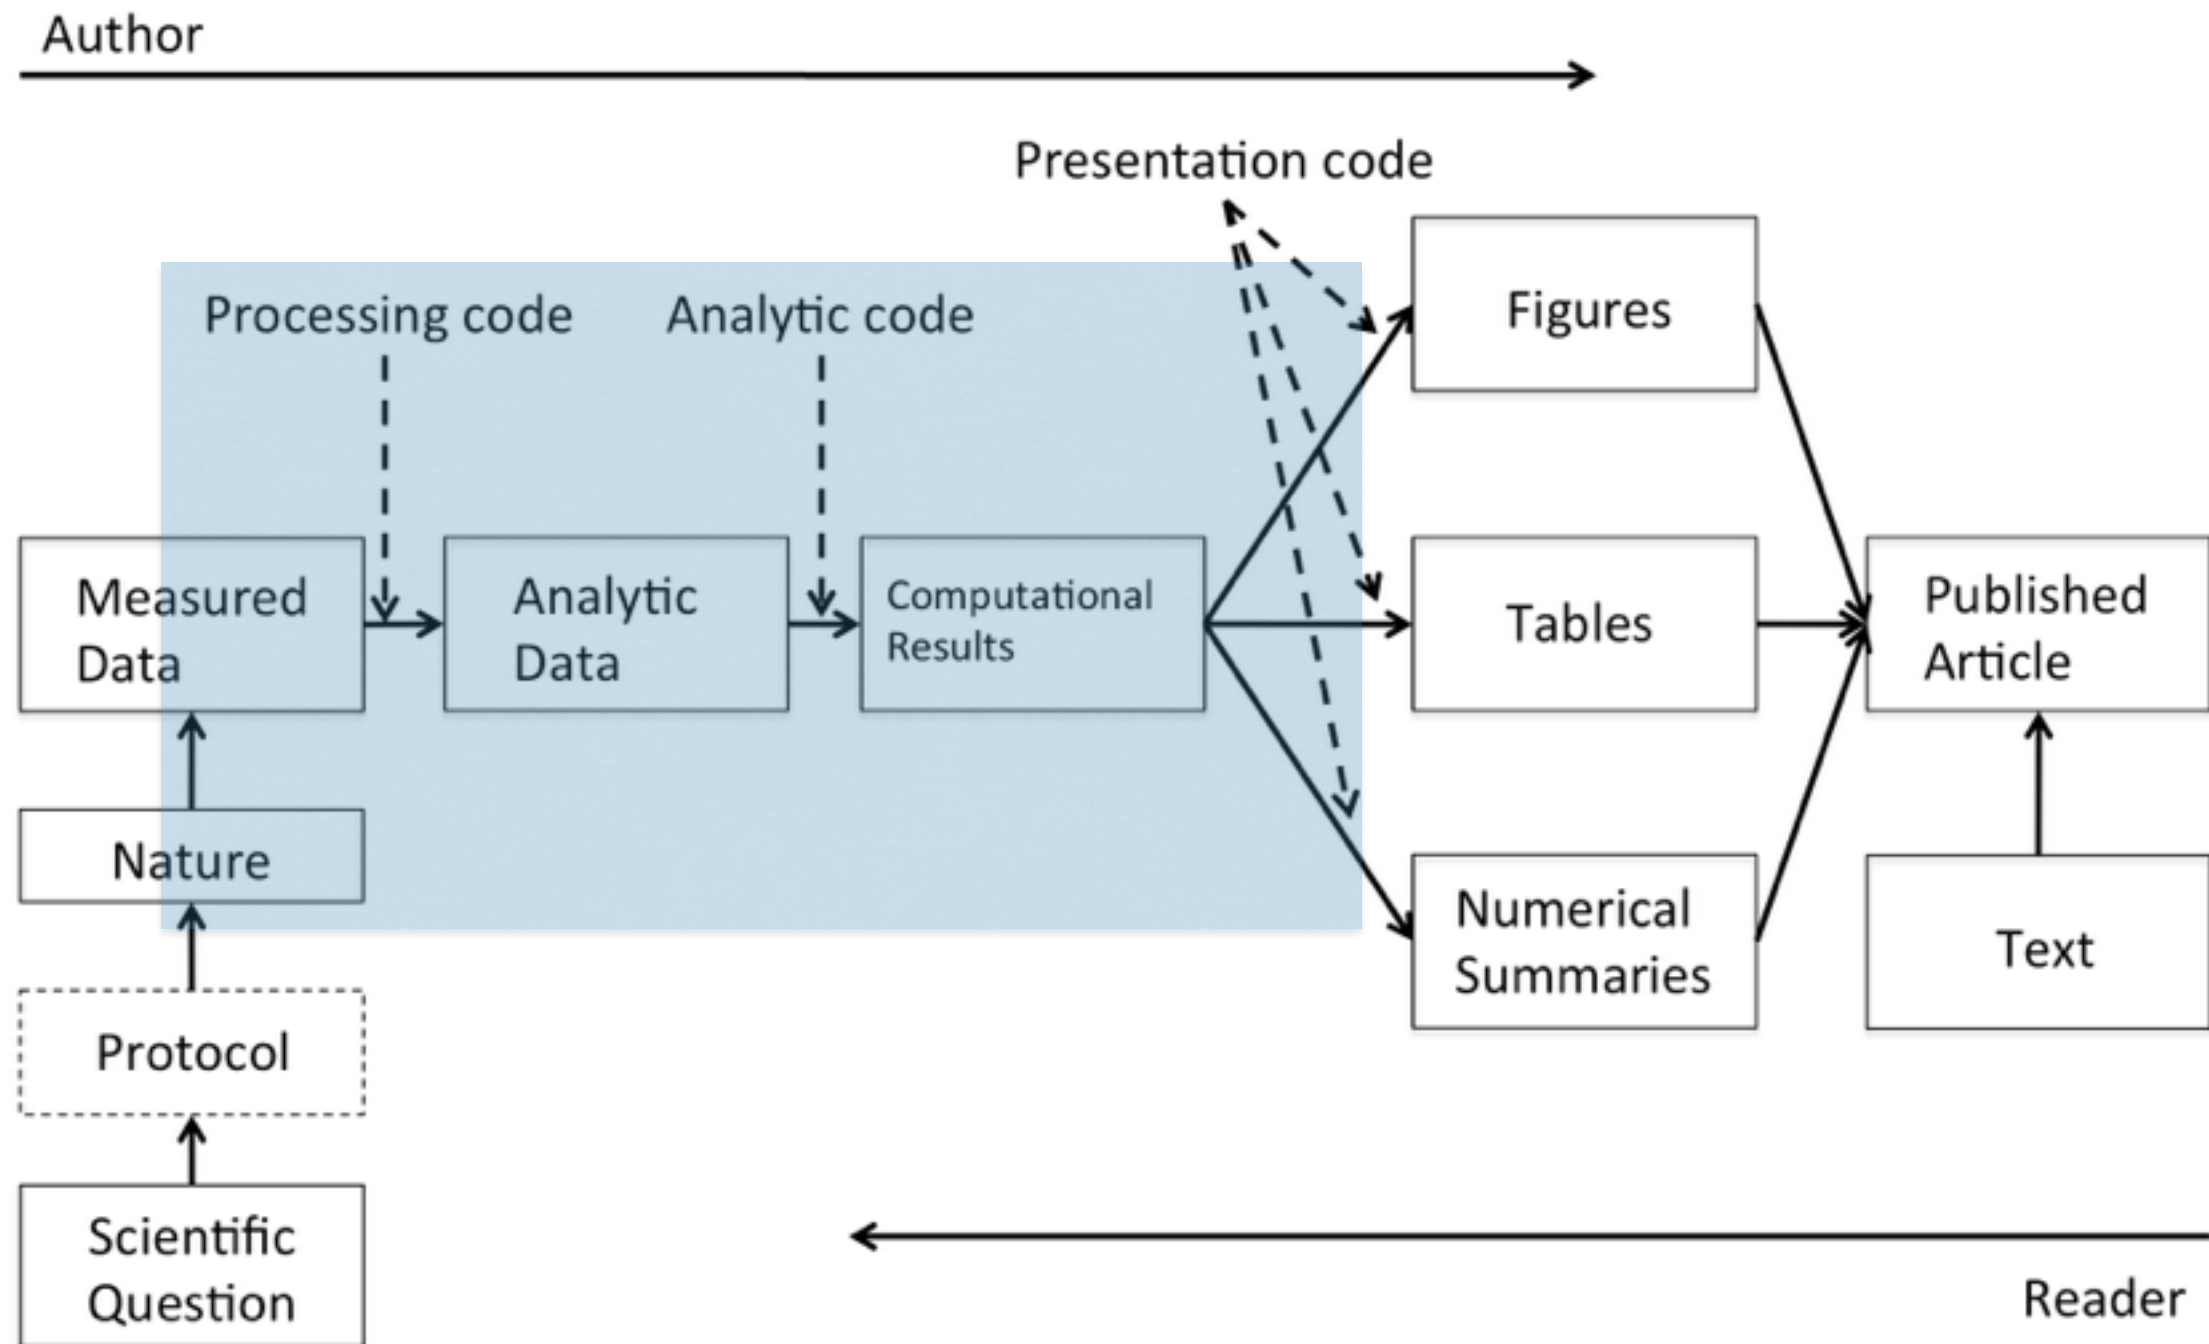 Author
Presentation code
Processing code
Analytic code
Figures
Measured
Data
Analytic
Data
Computational
Results
Tables
Published
Article
Nature
Numerical
Summaries
Text
Protocol
Scientific
Question
Reader